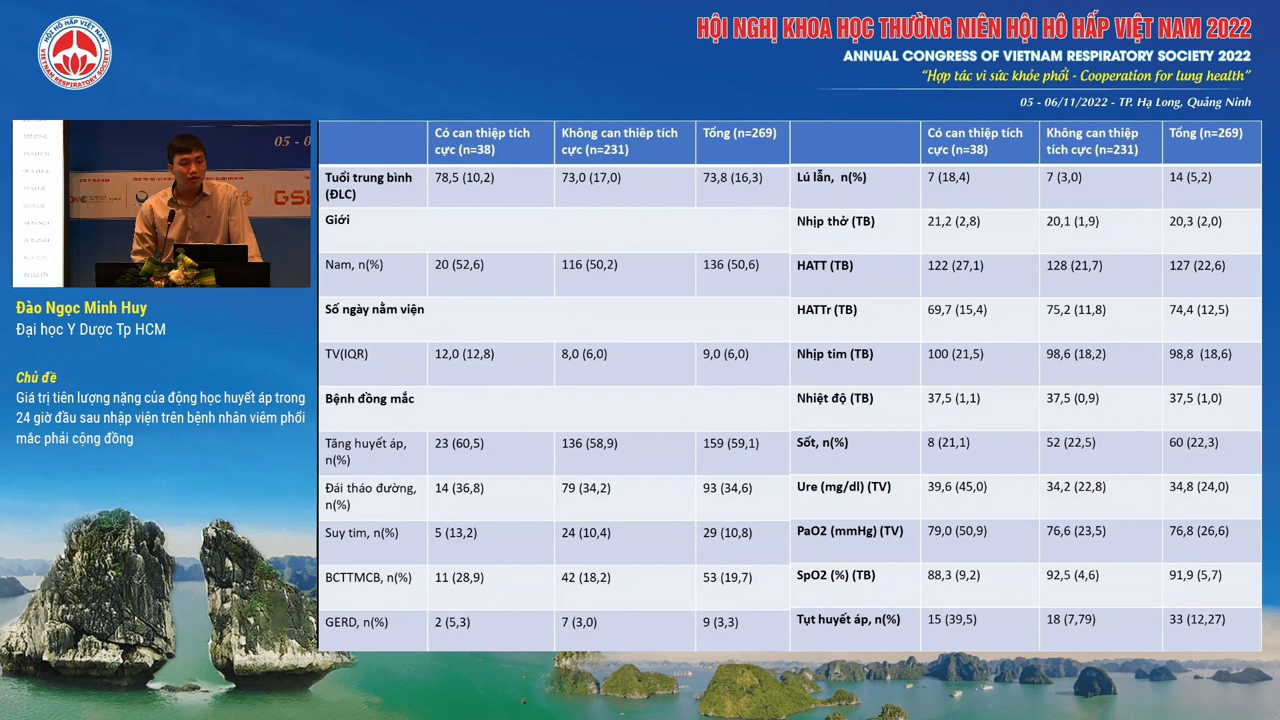 HỘI HÔ HẤP VIỆT NAM
VIETNAM RESPIRATORY SOCIETY
HỘI NGHỊ KHOA HỌC THƯỜNG NIÊN HỘI HÔ HẤP VIỆT NAM 2022
ANNUAL CONGRESS OF VIETNAM RESPIRATORY SOCIETY 2022
“Hợp tác vì sức khỏe phổi - Cooperation for lung health”
05 - 06/11/2022 - TP. Hạ Long, Quảng Ninh
05 - 0
GS
Đào Ngọc Minh Huy
Đại học Y Dược Tp HCM
Chủ đề
Giá trị tiên lượng nặng của động học huyết áp trong
24 giờ đầu sau nhập viện trên bệnh nhân viêm phổi
mắc phải cộng đồng
Có can thiệp tích cực (n=38) Không can thiêp tích cực (n=231) Tổng (n=269)
Tuổi trung bình (ĐLC) 78,5 (10,2) 73,0 (17,0) 73,8 (16,3)
Giới
Nam, n(%) 20 (52,6) 116 (50,2) 136 (50,6)
Số ngày nằm viện
TV(IQR) 12,0 (12,8) 8,0 (6,0) 9,0 (6,0)
Bệnh đồng mắc
Tăng huyết áp, n(%) 23 (60,5) 136 (58,9) 159 (59,1)
Đái tháo đường, n(%) 14 (36,8) 79 (34,2) 93 (34,6)
Suy tim, n(%) 5 (13,2) 24 (10,4) 29 (10,8)
BCTTMCB, n(%) 11 (28,9) 42 (18,2) 53 (19,7)
GERD, n(%) 2 (5,3) 7 (3,0) 9 (3,3)
Có can thiệp tích cực (n=38) Không can thiệp tích cực (n=231) Tổng (n=269)
Lú lẫn, n(%) 7 (18,4) 7 (3,0) 14 (5,2)
Nhịp thở (TB) 21,2 (2,8) 20,1 (1,9) 20,3 (2,0)
HATT (TB) 122 (27,1) 128 (21,7) 127 (22,6)
HATTr (TB) 69,7 (15,4) 75,2 (11,8) 74,4 (12,5)
Nhịp tim (TB) 100 (21,5) 98,6 (18,2) 98,8 (18,6)
Nhiệt độ (TB) 37,5 (1,1) 37,5 (0,9) 37,5 (1,0)
Sốt, n(%) 8 (21,1) 52 (22,5) 60 (22,3)
Ure (mg/dl) (TV) 39,6 (45,0) 34,2 (22,8) 34,8 (24,0)
PaO2 (mmHg) (TV) 79,0 (50,9) 76,6 (23,5) 76,8 (26,6)
SpO2 (%) (TB) 88,3 (9,2) 92,5 (4,6) 91,9 (5,7)
Tụt huyết áp, n(%) 15 (39,5) 18 (7,79) 33 (12,27)